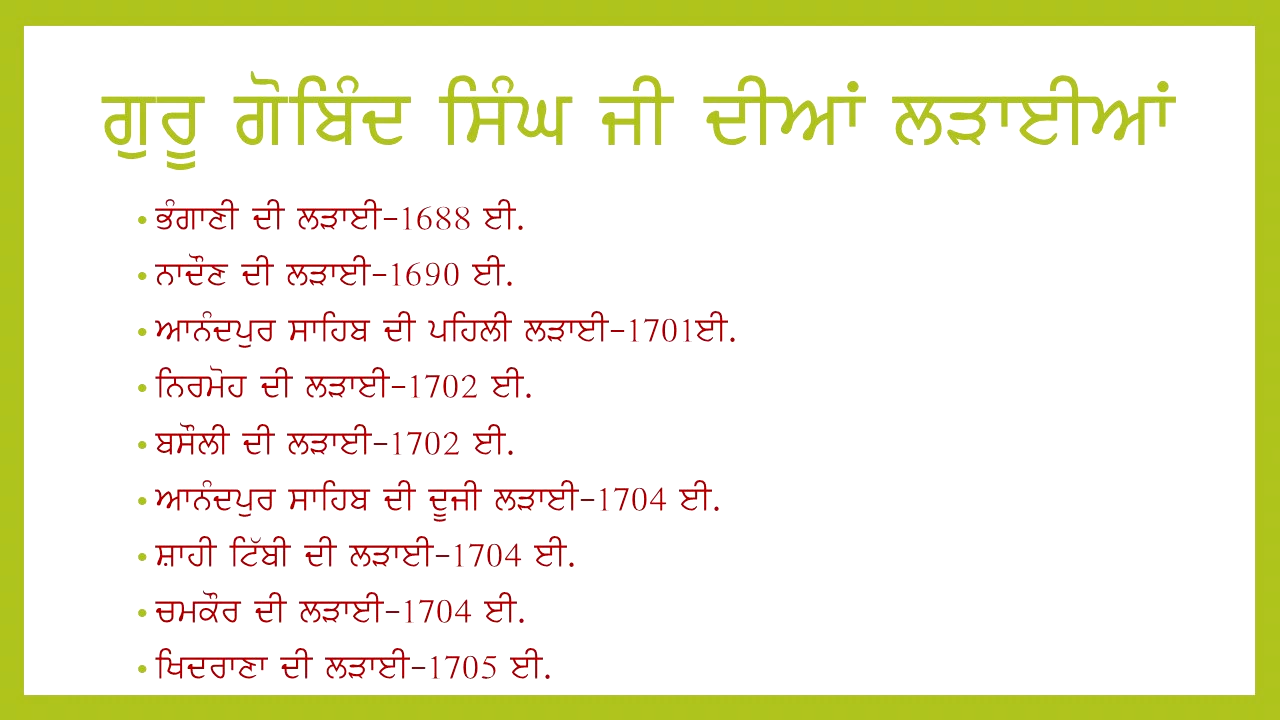 ਗੁਰੂ ਗੋਬਿੰਦ ਸਿੰਘ ਜੀ ਦੀਆਂ ਲੜਾਈਆਂ
• ਭੰਗਾਣੀ ਦੀ ਲੜਾਈ-1688 ਈ.
• ਨਾਦੌਣ ਦੀ ਲੜਾਈ-1690 ਈ.
• ਆਨੰਦਪੁਰ ਸਾਹਿਬ ਦੀ ਪਹਿਲੀ ਲੜਾਈ-1701ਈ.
• ਨਿਰਮੋਹ ਦੀ ਲੜਾਈ-1702 ਈ.
• ਬਸੌਲੀ ਦੀ ਲੜਾਈ-1702 ਈ.
• ਆਨੰਦਪੁਰ ਸਾਹਿਬ ਦੀ ਦੂਜੀ ਲੜਾਈ-1704 ਈ.
• ਸ਼ਾਹੀ ਟਿੱਬੀ ਦੀ ਲੜਾਈ-1704 ਈ.
• ਚਮਕੌਰ ਦੀ ਲੜਾਈ-1704 ਈ.
• ਖਿਦਰਾਣਾ ਦੀ ਲੜਾਈ-1705 ਈ.